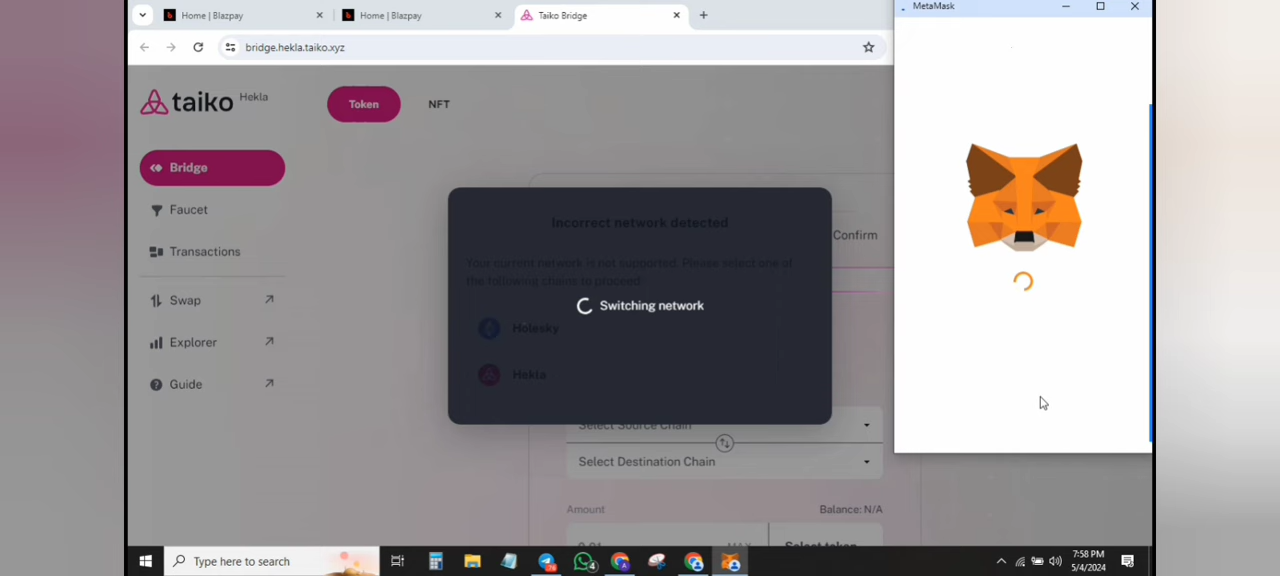 Home | Blazpay
Home | Blazpay
Taiko Bridge
MetaMask
bridge.hekla.taiko.xyz
taiko Hekla
Token
NFT
Bridge
Faucet
Transactions
Swap
Explorer
Guide
Confirm
Incorrect network detected
Your current network is not supported. Please select one of
the following chains to proceed:
Switching network
Holesky
Hekla
Select Source Chain
Select Destination Chain
Amount
Balance: N/A
0.01
MAX
Select token
Type here to search
7:58 PM
5/4/2024